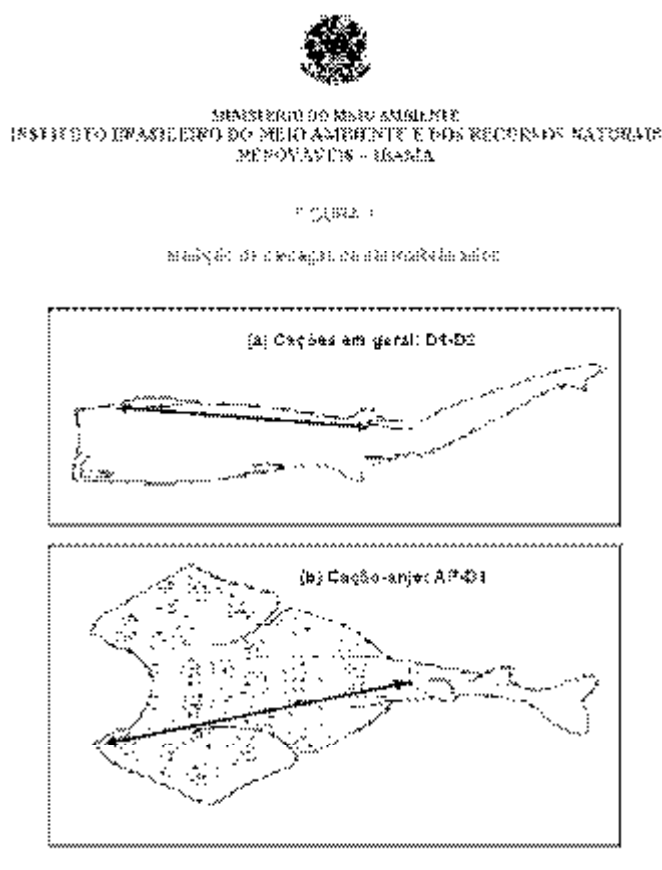 MINISTERIO DO MEIO AMBIENTE
INSTITUTO BRASILEIRO DO MEIO AMBIENTE E DOS RECURSOS NATURAIS
RENOVÁVEIS – IBAMA
(a) Cações em geral: D1-D2
(b) Cação-anjo: AP-D1